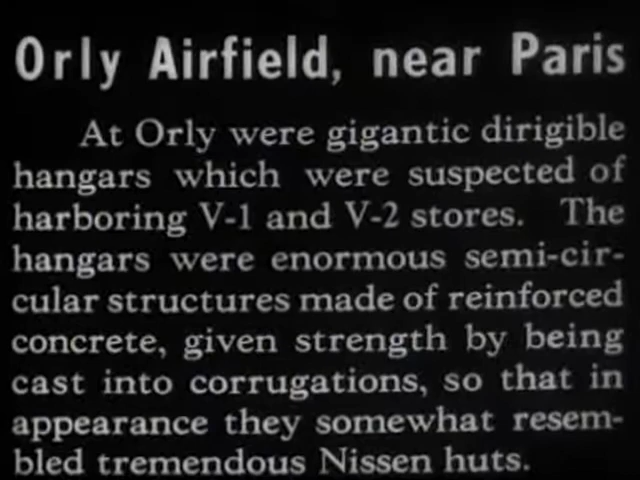 Orly Airfield, near Paris
At Orly were gigantic dirigible
hangars which were suspected of
harboring V-1 and V-2 stores. The
hangars were enormous semi-cir-
cular structures made of reinforced
concrete, given strength by being
cast into corrugations, so that in
appearance they somewhat resem-
bled tremendous Nissen huts.